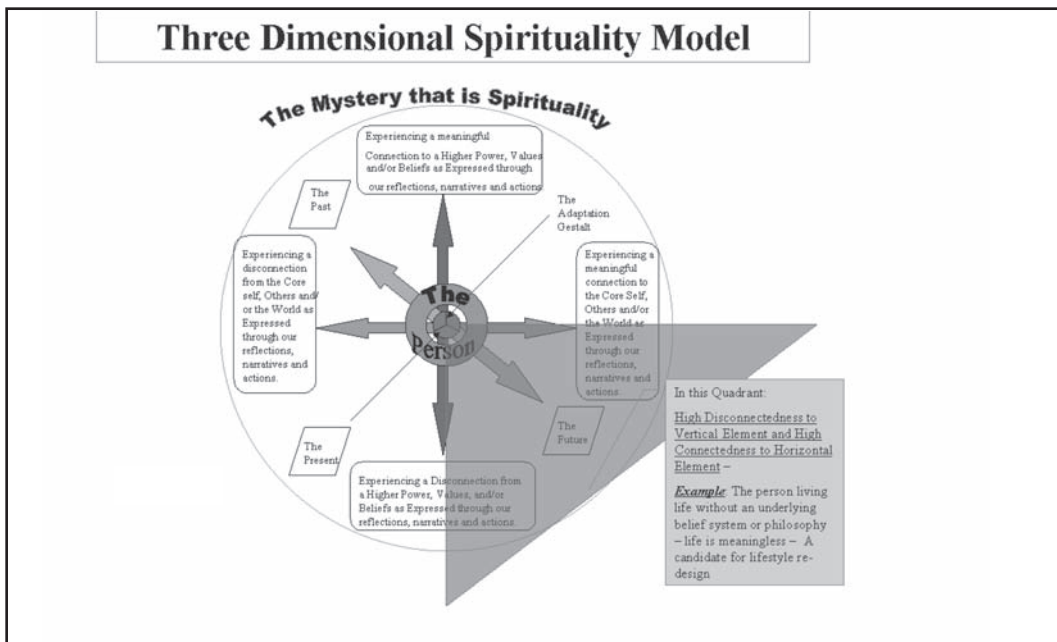 Three Dimensional Spirituality Model
The Mystery that is Spirituality
Experiencing a meaningful
Connection to a Higher Power, Values
and/or Beliefs as Expressed through
our reflections, narratives and actions.
The
Past
The
Adaptation
Gestalt
Experiencing a
disconnection
from the Core
self, Others and/
or the World as
Expressed
through our
reflections,
narratives and
actions.
Experiencing a
meaningful
connection to
the Core Self,
Others and/or
the World as
Expressed
through our
reflections,
narratives and
actions.
The
Person
The
Present
The
Future
Experiencing a Disconnection from
a Higher Power, Values, and/or
Beliefs as Expressed through our
reflections, narratives and actions.
In this Quadrant:
High Disconnectedness to
Vertical Element and High
Connectedness to Horizontal
Element –
Example. The person living
life without an underlying
belief system or philosophy
– life is meaningless – A
candidate for lifestyle re-
design